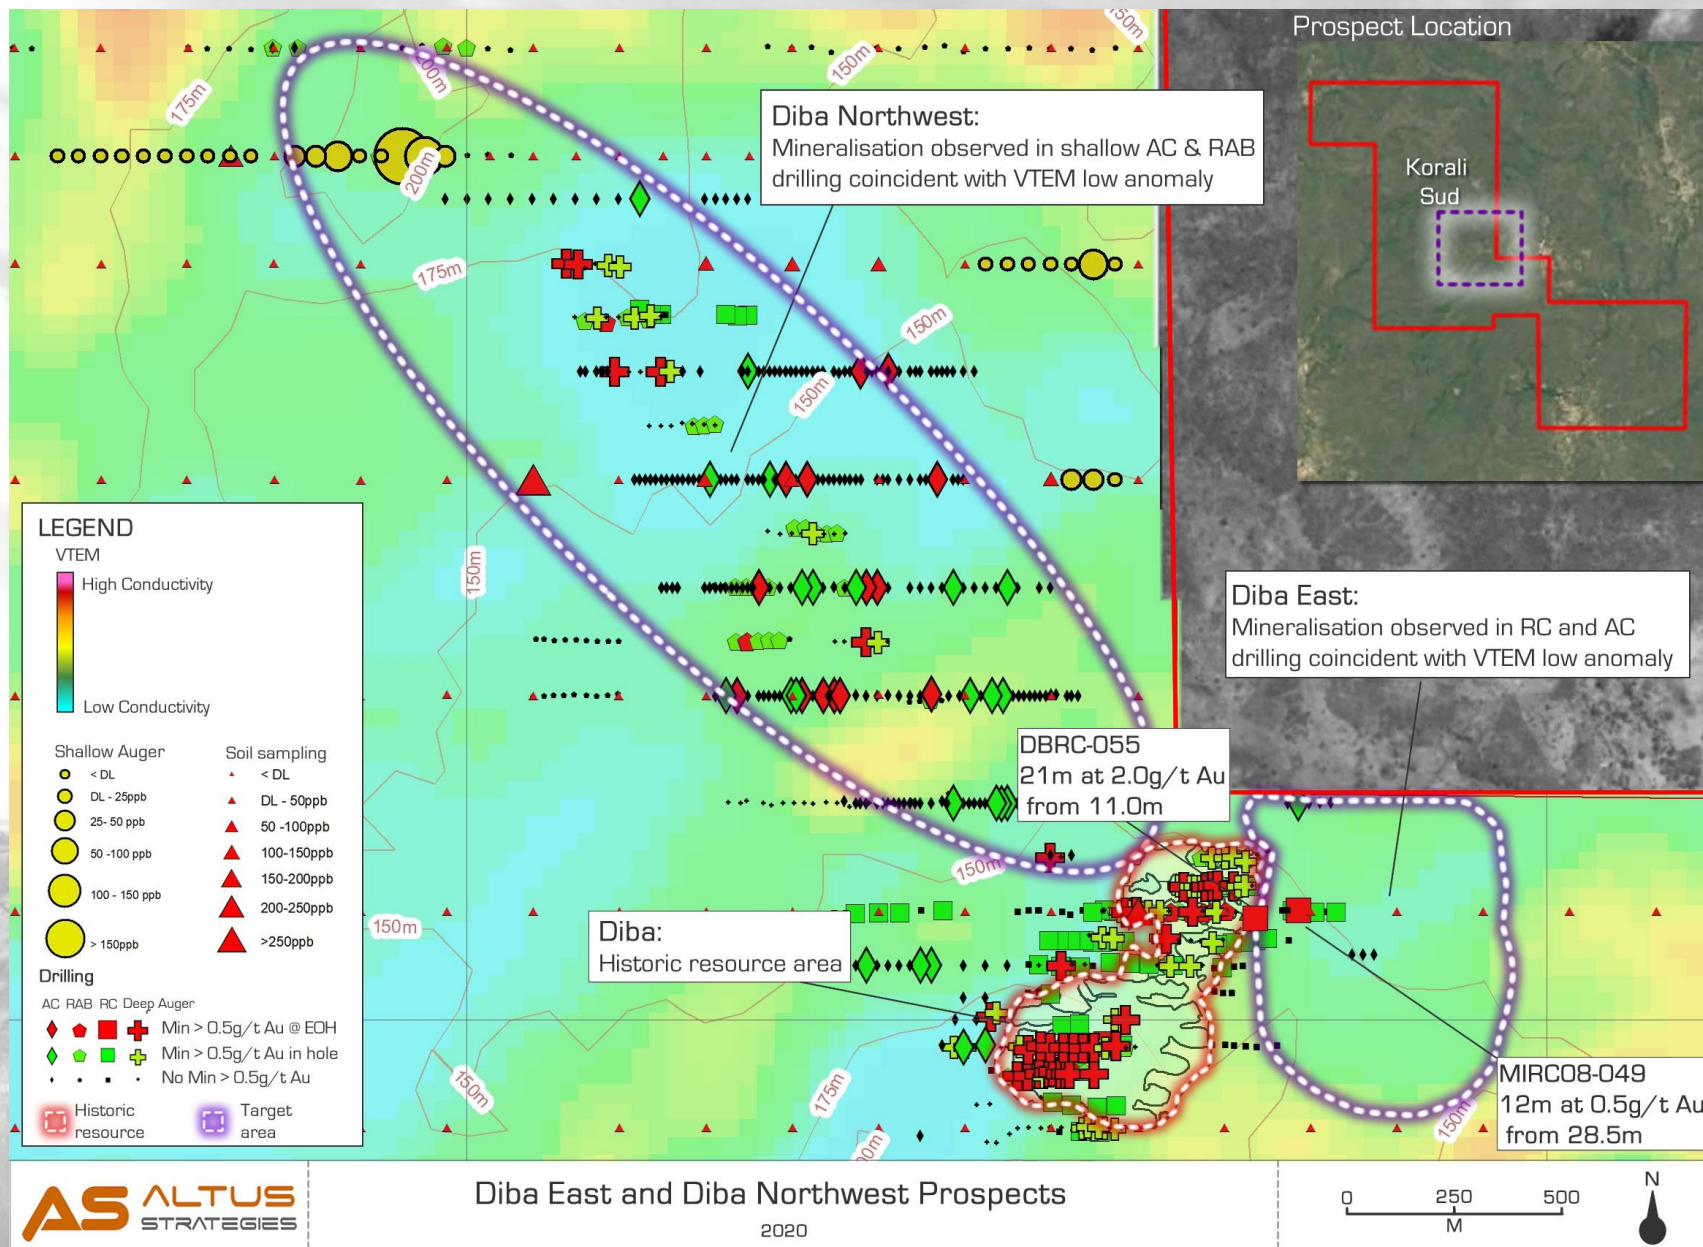 Prospect Location
Korali
Sud
Diba Northwest:
Mineralisation observed in shallow AC & RAB
drilling coincident with VTEM low anomaly
150m
150m
175m
200m
200m
175m
150m
150m
150m
150m
150m
150m
175m
150m
Diba East:
Mineralisation observed in RC and AC
drilling coincident with VTEM low anomaly
DBRC-055
21m at 2.0g/t Au
from 11.0m
Diba:
Historic resource area
MIRC08-049
12m at 0.5g/t Au
from 28.5m
LEGEND
VTEM
High Conductivity
Low Conductivity
Shallow Auger
< DL
DL - 25ppb
25- 50 ppb
50 -100 ppb
100 - 150 ppb
> 150ppb
Soil sampling
< DL
DL - 50ppb
50 -100ppb
100-150ppb
150-200ppb
200-250ppb
>250ppb
Drilling
AC RAB RC Deep Auger
Min > 0.5g/t Au @ EOH
Min > 0.5g/t Au in hole
No Min > 0.5g/t Au
Historic
resource
Target
area
AS ALTUS
STRATEGIES
Diba East and Diba Northwest Prospects
2020
0 250 500
M
N